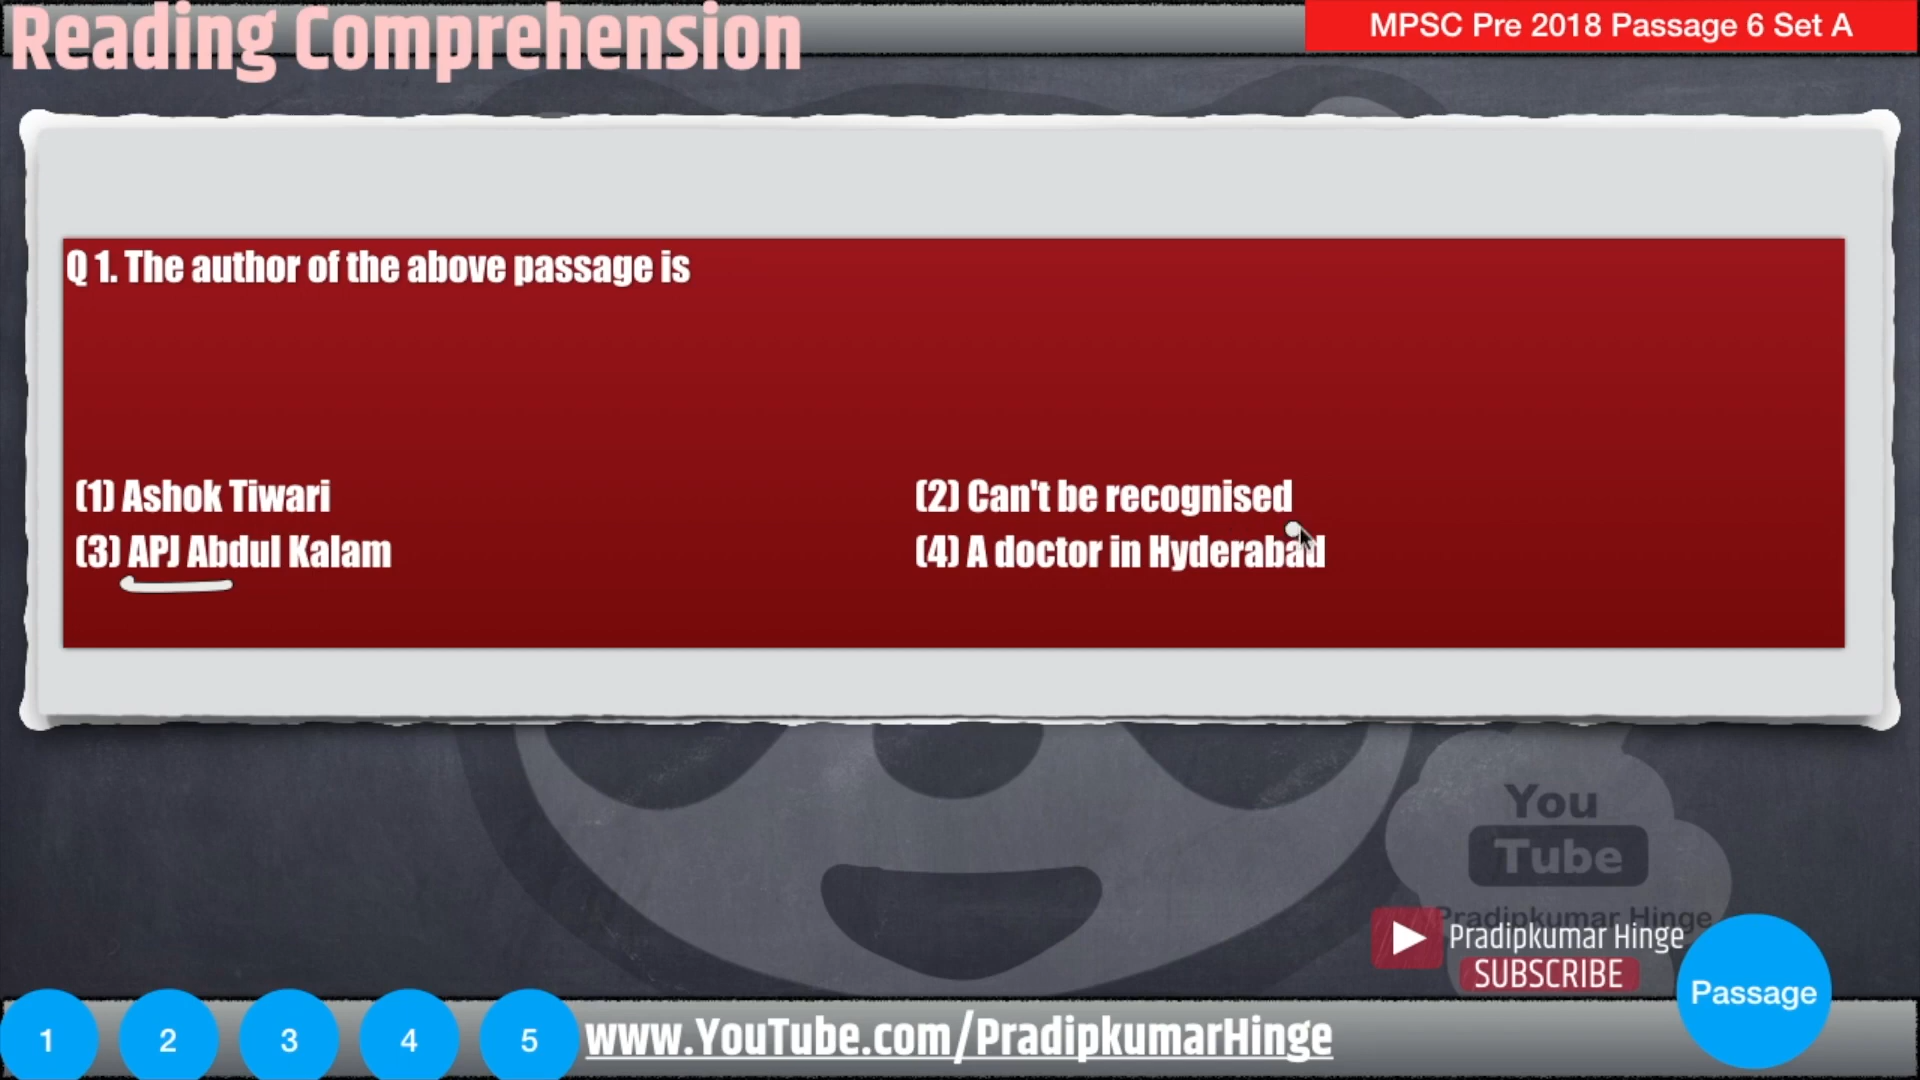 Reading Comprehension
MPSC Pre 2018 Passage 6 Set A
Q 1. The author of the above passage is
(1) Ashok Tiwari
(2) Can't be recognised
(3) APJ Abdul Kalam
(4) A doctor in Hyderabad
You
Tube
Pradipkumar Hinge
Pradipkumar Hinge
SUBSCRIBE
Passage
1 2 3 4 5
www.YouTube.com/PradipkumarHinge